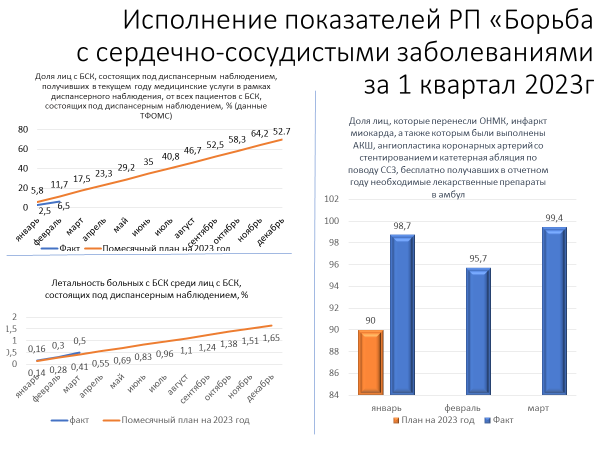 Исполнение показателей РП «Борьба
с сердечно-сосудистыми заболеваниями
за 1 квартал 2023г
Доля лиц с БСК, состоящих под диспансерным наблюдением,
получивших в текущем году медицинские услуги в рамках
диспансерного наблюдения, от всех пациентов с БСК,
состоящих под диспансерным наблюдением, % (данные
ТФОМС)
80
60
40
20
0
5,8 11,7 17,5 23,3 29,2 35 40,8 46,7 52,5 58,3 64,2 52.7
2,5 6,5
январь февраль март апрель май июнь июль август сентябрь октябрь ноябрь декабрь
Факт Помесячный план на 2023 год
Летальность больных с БСК среди лиц с БСК,
состоящих под диспансерным наблюдением, %
2
1,5
1
0,5
0
0,16 0,3 0,5
0,14 0,28 0,41 0,55 0,69 0,83 0,96 1,1 1,24 1,38 1,51 1,65
январь февраль март апрель май июнь июль август сентябрь октябрь ноябрь декабрь
факт Помесячный план на 2023 год
Доля лиц, которые перенесли ОНМК, инфаркт
миокарда, а также которым были выполнены
АКШ, ангиопластика коронарных артерий со
стентированием и катетерная абляция по
поводу ССЗ, бесплатно получавших в отчетном
году необходимые лекарственные препараты
в амбул
102
100
98
96
94
92
90
88
86
84
90 98,7 95,7 99,4
январь февраль март
План на 2023 год Факт